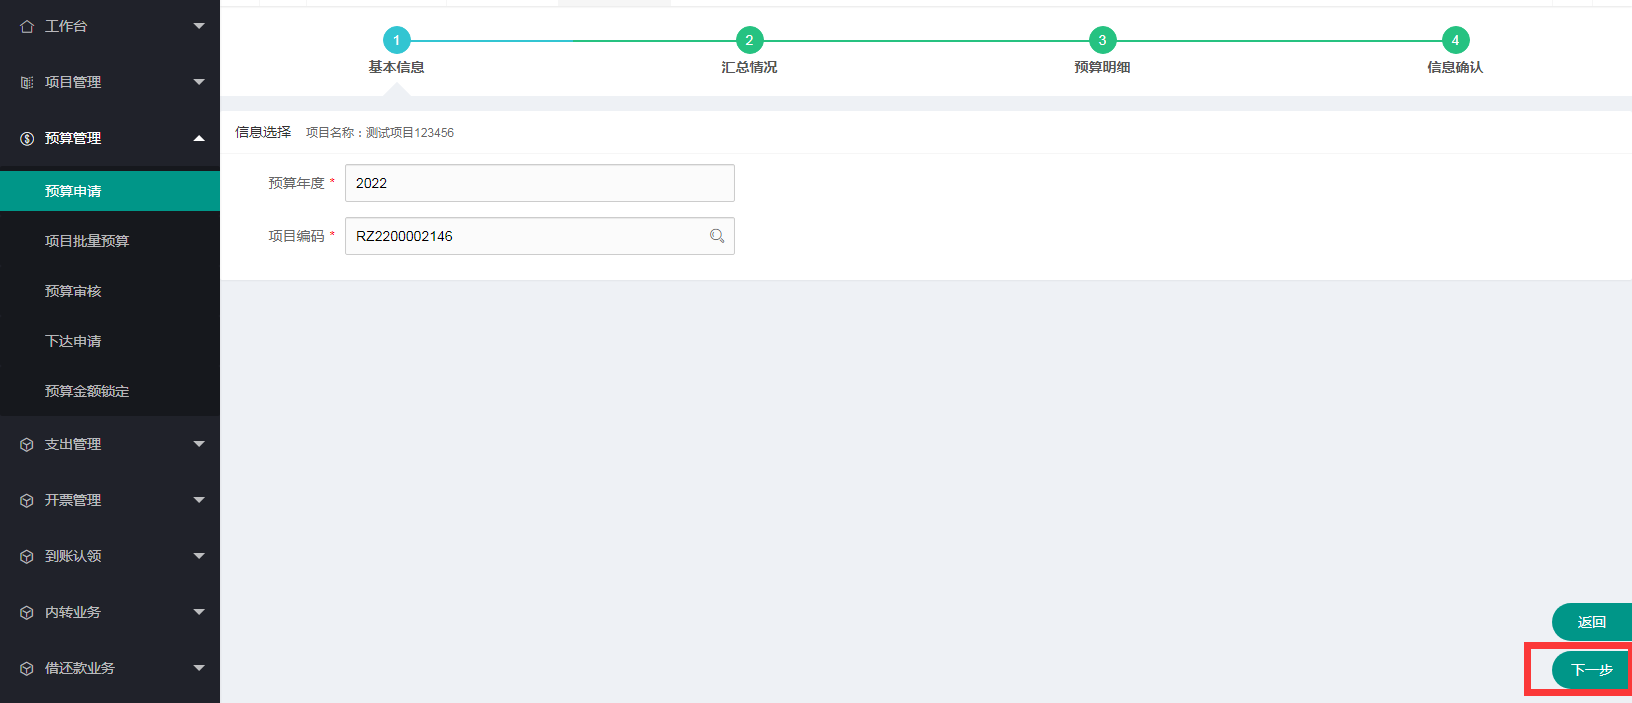 工作台
项目管理
预算管理
预算申请
项目批量预算
预算审核
下达申请
预算金额锁定
支出管理
开票管理
到账认领
内转业务
借还款业务
1
基本信息
2
汇总情况
3
预算明细
4
信息确认
信息选择 项目名称：测试项目123456
预算年度 * 2022
项目编码 * RZ2200002146
返回
下一步